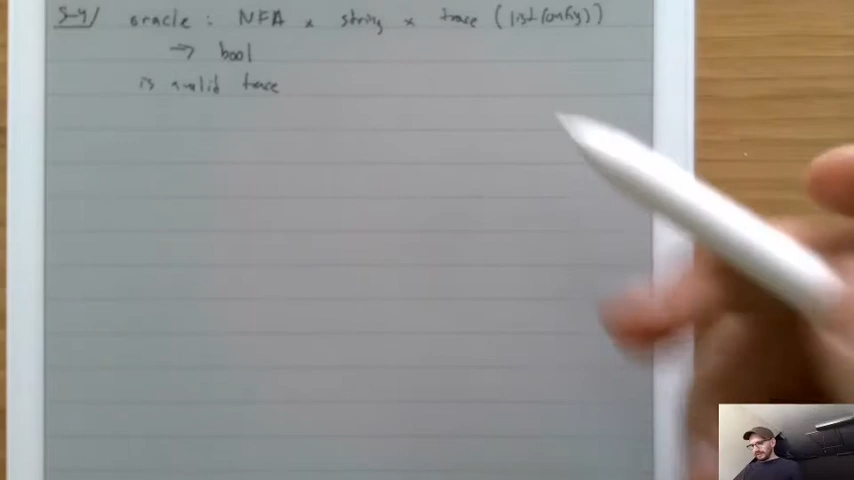 5-4/ oracle : NFA x string x trace (list(config))
→ bool
is valid trace